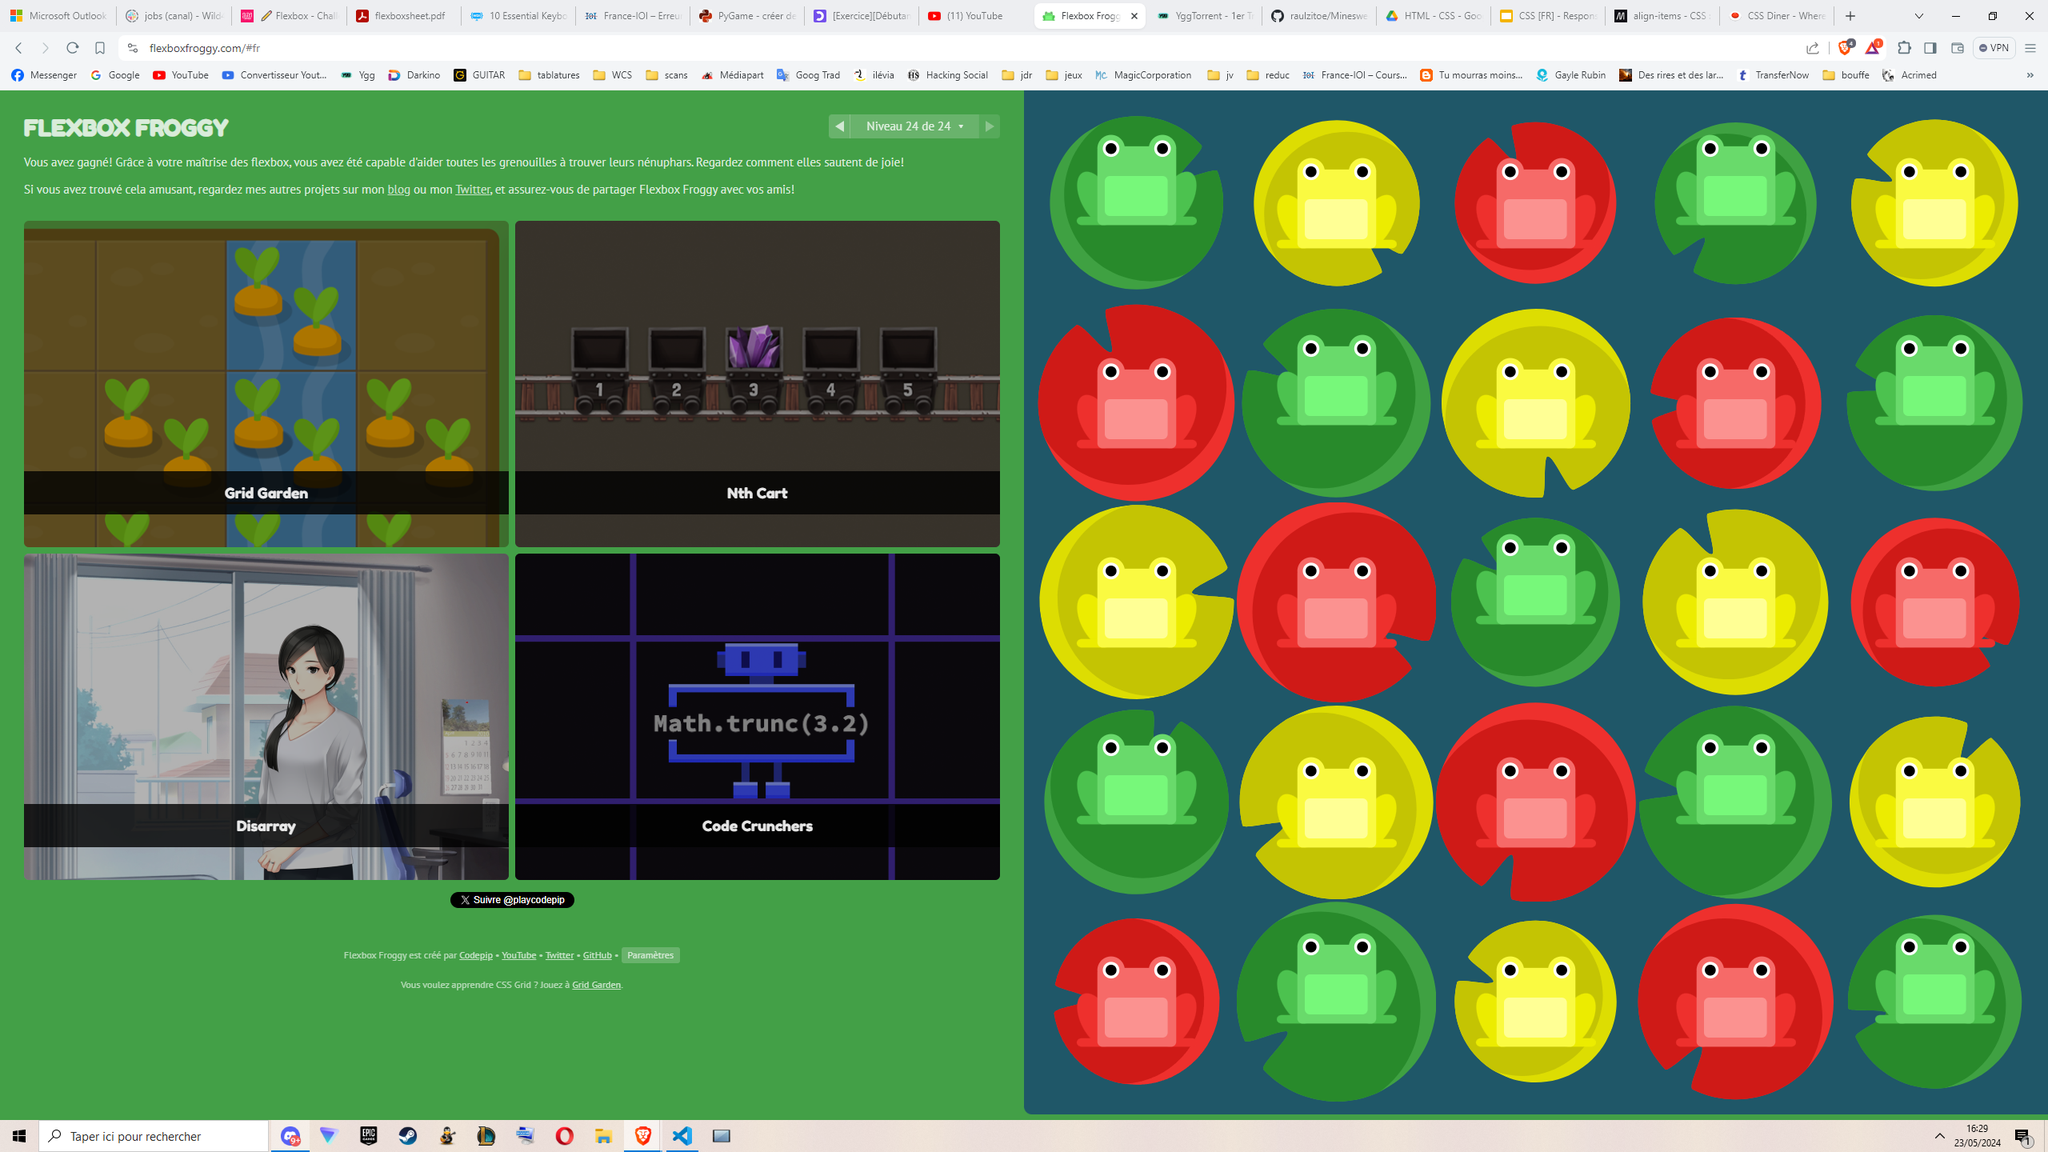 Microsoft Outlook
jobs (canal) - Wild
Flexbox - Chall
flexboxsheet.pdf
10 Essential Keybo
France-IOI – Erreur
PyGame - créer de
[Exercice][Débutan
(11) YouTube
Flexbox Frogg
YggTorrent - 1er T
raulzitoe/Mineswe
HTML - CSS - Goo
CSS [FR] - Respon
align-items - CSS
CSS Diner - Where
flexboxfroggy.com/#fr
VPN
Messenger
Google
YouTube
Convertisseur Yout...
Ygg
Darkino
GUITAR
tablatures
WCS
scans
Médiapart
Goog Trad
ilévia
Hacking Social
jdr
jeux
MagicCorporation
jv
reduc
France-IOI – Cours...
Tu mourras moins...
Gayle Rubin
Des rires et des lar...
TransferNow
bouffe
Acrimed
FLEXBOX FROGGY
Niveau 24 de 24
Vous avez gagné! Grâce à votre maîtrise des flexbox, vous avez été capable d'aider toutes les grenouilles à trouver leurs nénuphars. Regardez comment elles sautent de joie!
Si vous avez trouvé cela amusant, regardez mes autres projets sur mon blog ou mon Twitter, et assurez-vous de partager Flexbox Froggy avec vos amis!
1 2 3 4 5
Grid Garden
Nth Cart
Math.trunc(3.2)
Disarray
Code Crunchers
Suivre @playcodepip
Flexbox Froggy est créé par Codepip • YouTube • Twitter • GitHub • Paramètres
Vous voulez apprendre CSS Grid ? Jouez à Grid Garden.
Taper ici pour rechercher
16:29
23/05/2024